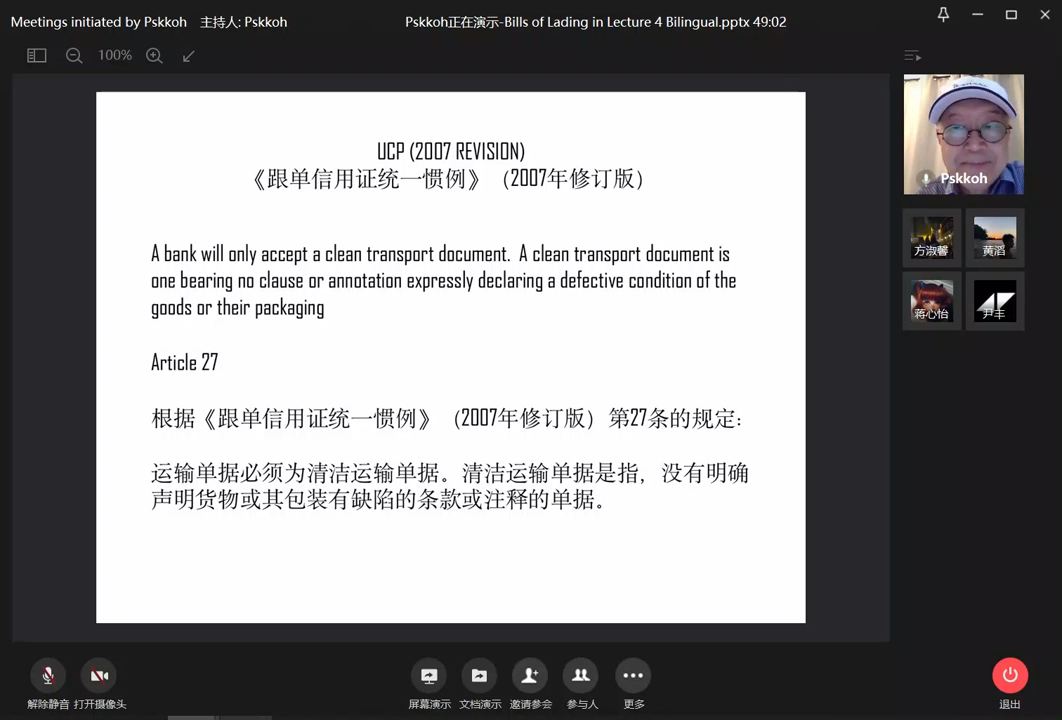 Meetings initiated by Pskkoh 主持人: Pskkoh
Pskkoh正在演示-Bills of Lading in Lecture 4 Bilingual.pptx 49:02
100%
UCP (2007 REVISION)
《跟单信用证统一惯例》（2007年修订版）
A bank will only accept a clean transport document. A clean transport document is
one bearing no clause or annotation expressly declaring a defective condition of the
goods or their packaging
Article 27
根据《跟单信用证统一惯例》（2007年修订版）第27条的规定：
运输单据必须为清洁运输单据。清洁运输单据是指，没有明确
声明货物或其包装有缺陷的条款或注释的单据。
Pskkoh
方淑馨
黄滔
蒋心怡
尹丰
解除静音
打开摄像头
屏幕演示
文档演示
邀请参会
参与人
更多
退出